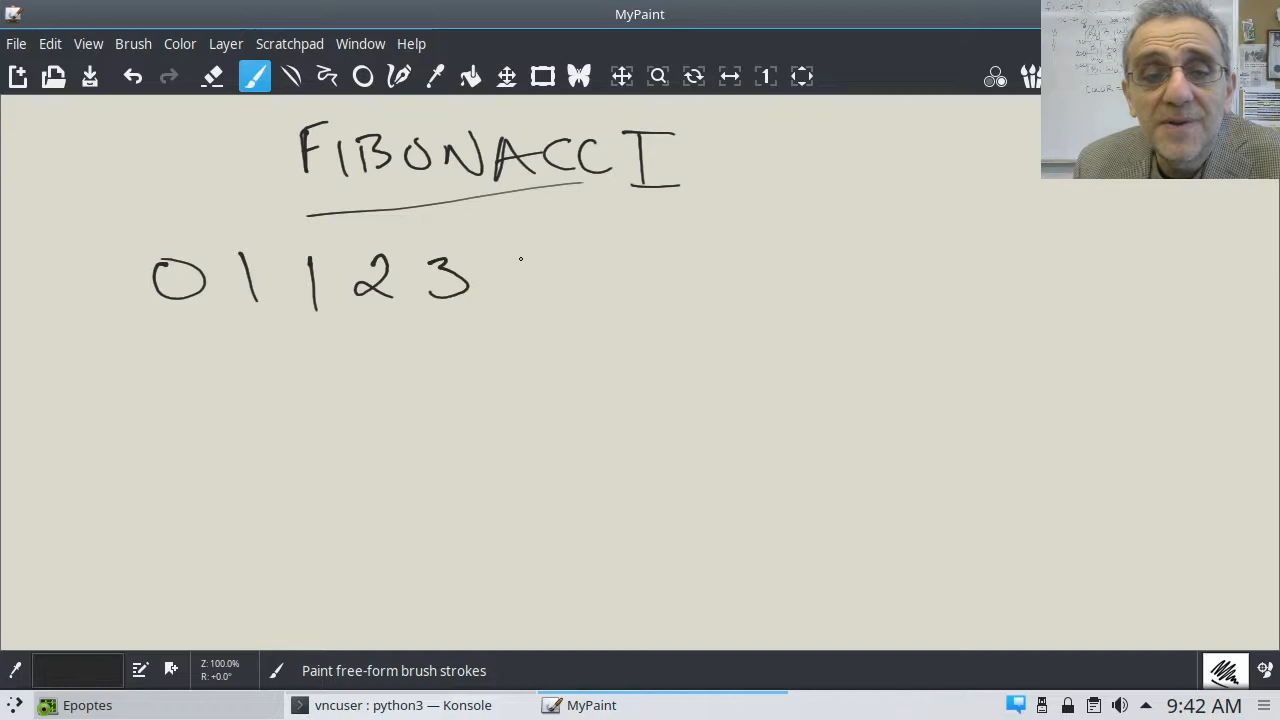 MyPaint
File Edit View Brush Color Layer Scratchpad Window Help
FIBONACCI
0 1 1 2 3
Z: 100.0%
R: +0.0°
Paint free-form brush strokes
Epoptes
vncuser : python3 — Konsole
MyPaint
9:42 AM